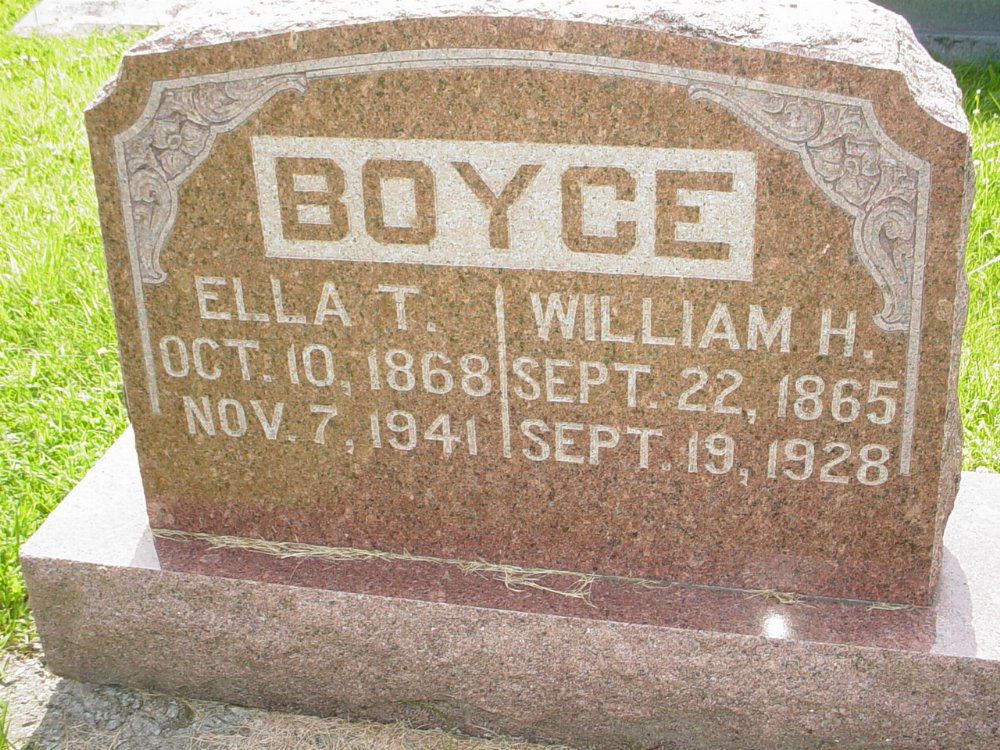 BOYCE
ELLA T.
OCT. 10, 1868
NOV. 7, 1941
WILLIAM H.
SEPT. 22, 1865
SEPT. 19, 1928